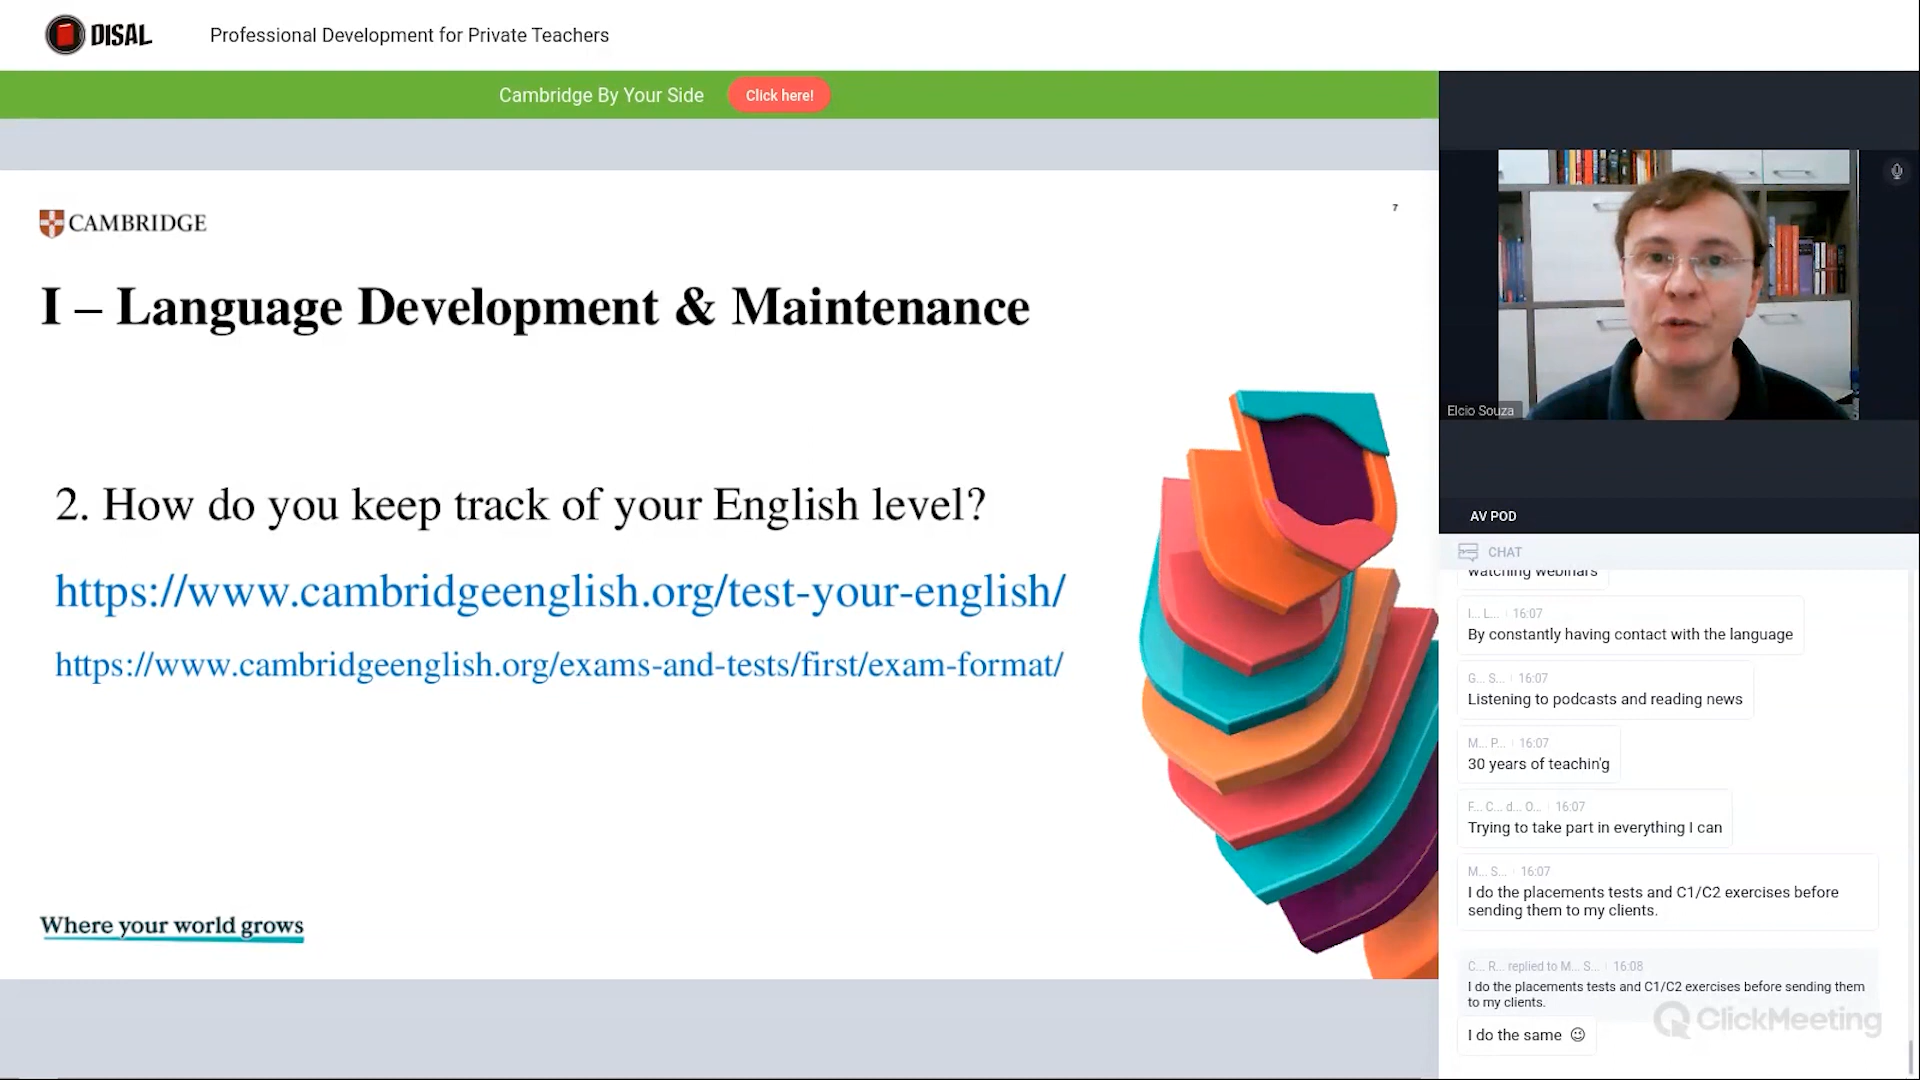 DISAL
Professional Development for Private Teachers
Cambridge By Your Side
Click here!
CAMBRIDGE
7
I – Language Development & Maintenance
2. How do you keep track of your English level?
https://www.cambridgeenglish.org/test-your-english/
https://www.cambridgeenglish.org/exams-and-tests/first/exam-format/
Where your world grows
Elcio Souza
AV POD
CHAT
watching webinars
I... L... 16:07
By constantly having contact with the language
G... S... 16:07
Listening to podcasts and reading news
M... P... 16:07
30 years of teachin'g
F... C... d... O... 16:07
Trying to take part in everything I can
M... S... 16:07
I do the placements tests and C1/C2 exercises before
sending them to my clients.
C... R... replied to M... S... 16:08
I do the placements tests and C1/C2 exercises before sending them
to my clients.
I do the same 😉
ClickMeeting